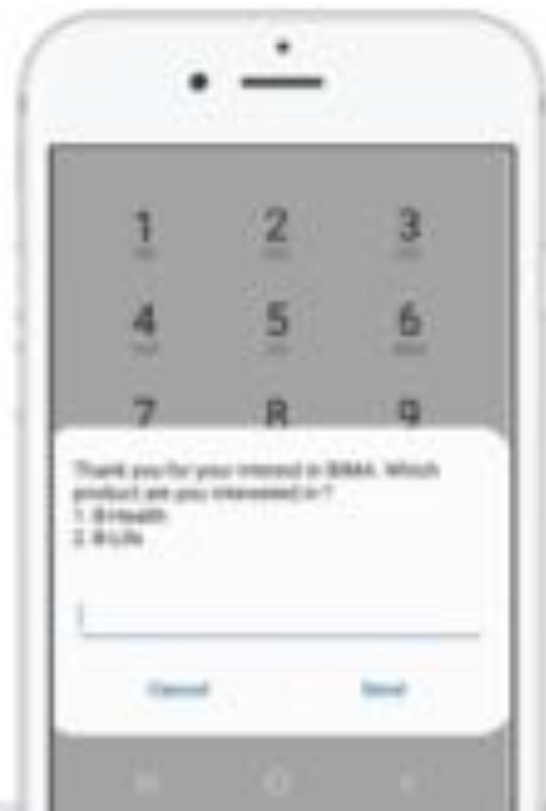 1 2 3
4 5 6
7 8 9
Thank you for your interest in BIMA. Which
product are you interested in?
1. B-Health
2. B-Life
Cancel Send